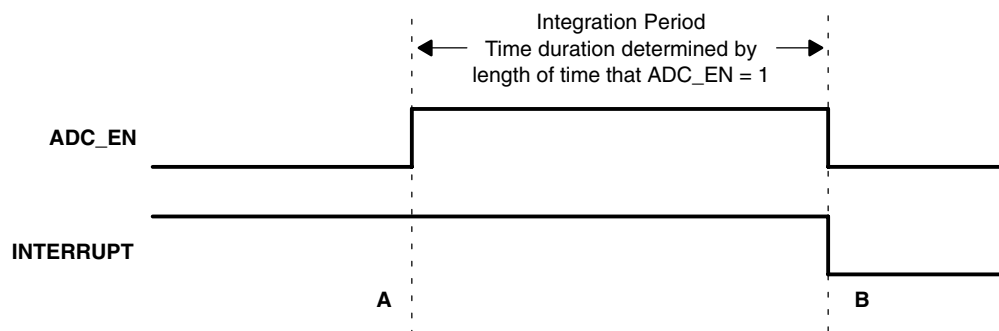 Integration Period
Time duration determined by
length of time that ADC_EN = 1
ADC_EN
INTERRUPT
A
B